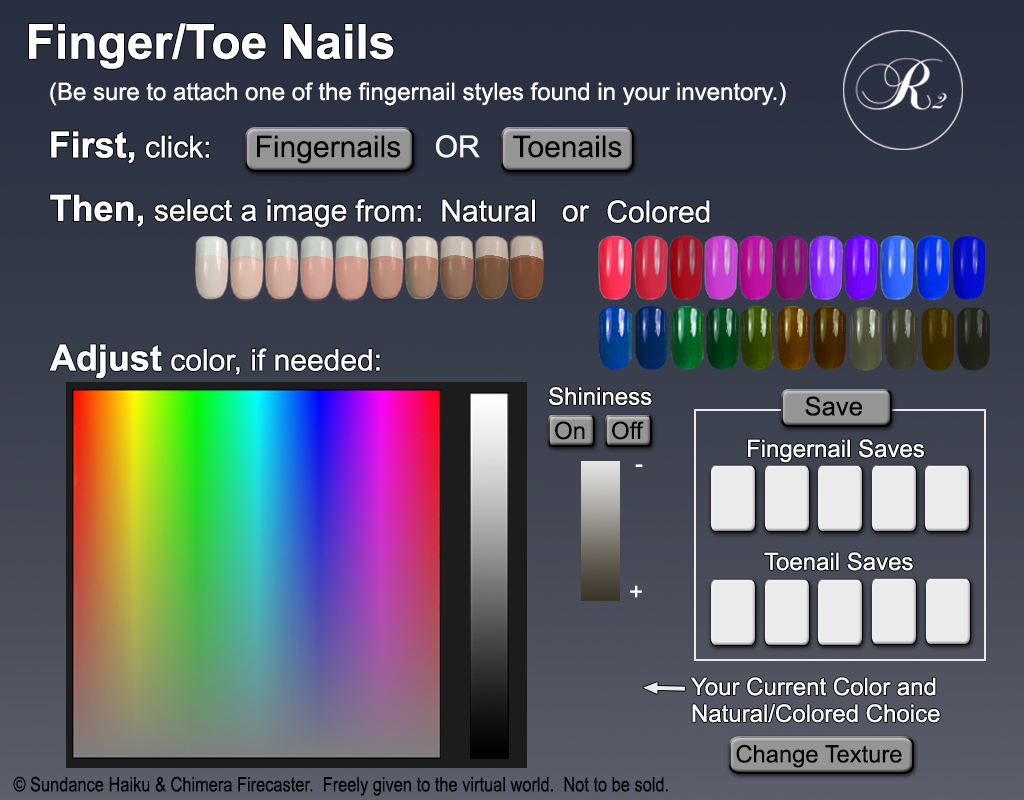 Finger/Toe Nails
R2
(Be sure to attach one of the fingernail styles found in your inventory.)
First, click: Fingernails OR Toenails
Then, select a image from: Natural or Colored
Adjust color, if needed:
Shininess
On Off
-
+
Save
Fingernail Saves
Toenail Saves
Your Current Color and
Natural/Colored Choice
Change Texture
© Sundance Haiku & Chimera Firecaster. Freely given to the virtual world. Not to be sold.